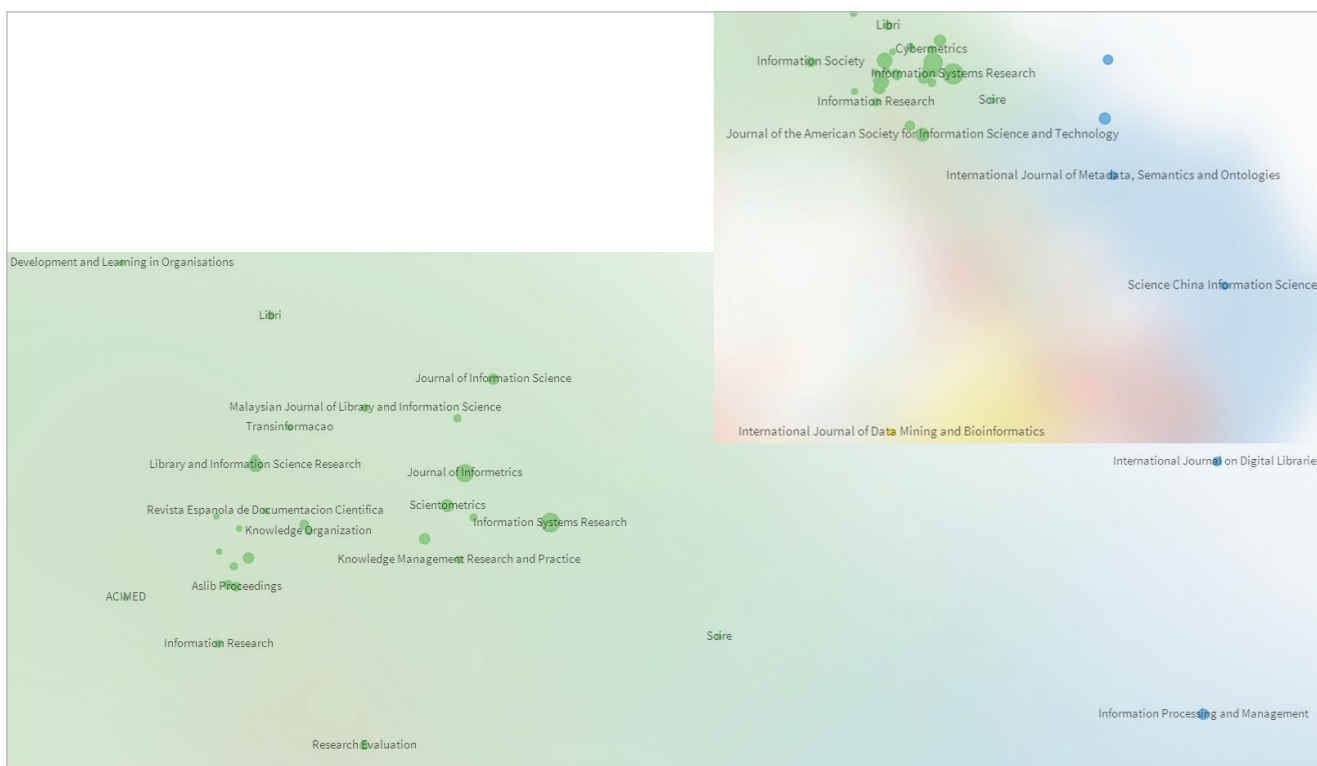 Libri
Cybermetrics
Information Society
Information Systems Research
Information Research
Scire
Journal of the American Society for Information Science and Technology
International Journal of Metadata, Semantics and Ontologies
Science China Information Science
International Journal of Data Mining and Bioinformatics
Development and Learning in Organisations
Libri
Journal of Information Science
Malaysian Journal of Library and Information Science
Transinformacao
Library and Information Science Research
Journal of Informetrics
International Journal on Digital Libraries
Revista Espanola de Documentacion Cientifica
Scientometrics
Information Systems Research
Knowledge Organization
Knowledge Management Research and Practice
Aslib Proceedings
ACIMED
Information Research
Scire
Information Processing and Management
Research Evaluation